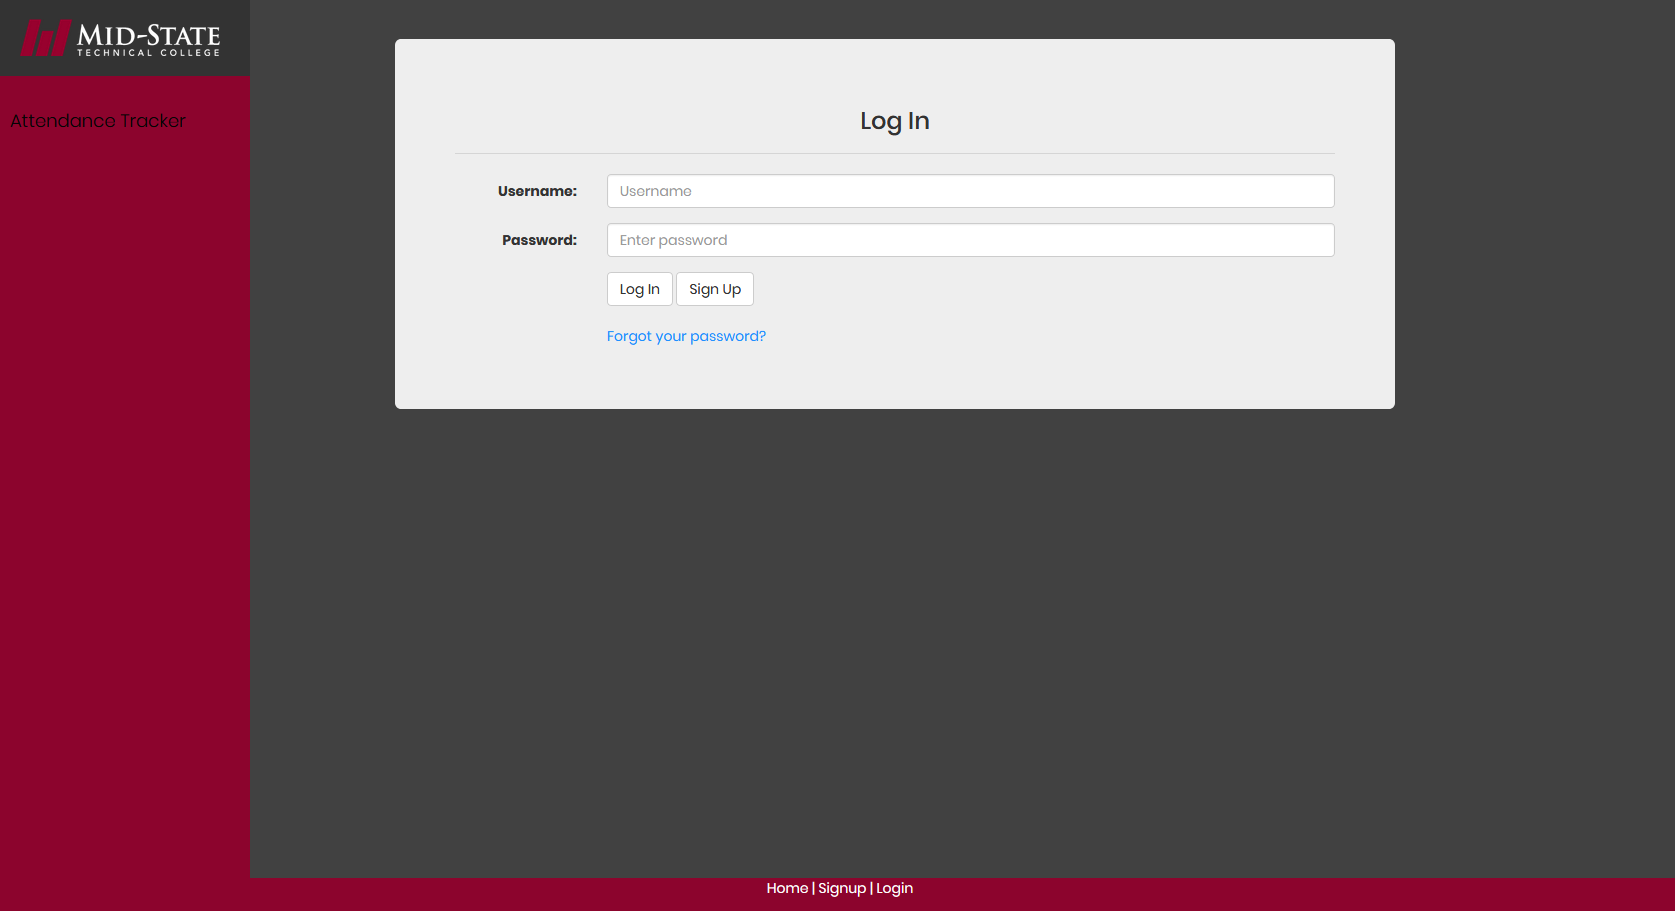 MID-STATE
TECHNICAL COLLEGE
Attendance Tracker
Log In
Username: Username
Password: Enter password
Log In Sign Up
Forgot your password?
Home | Signup | Login